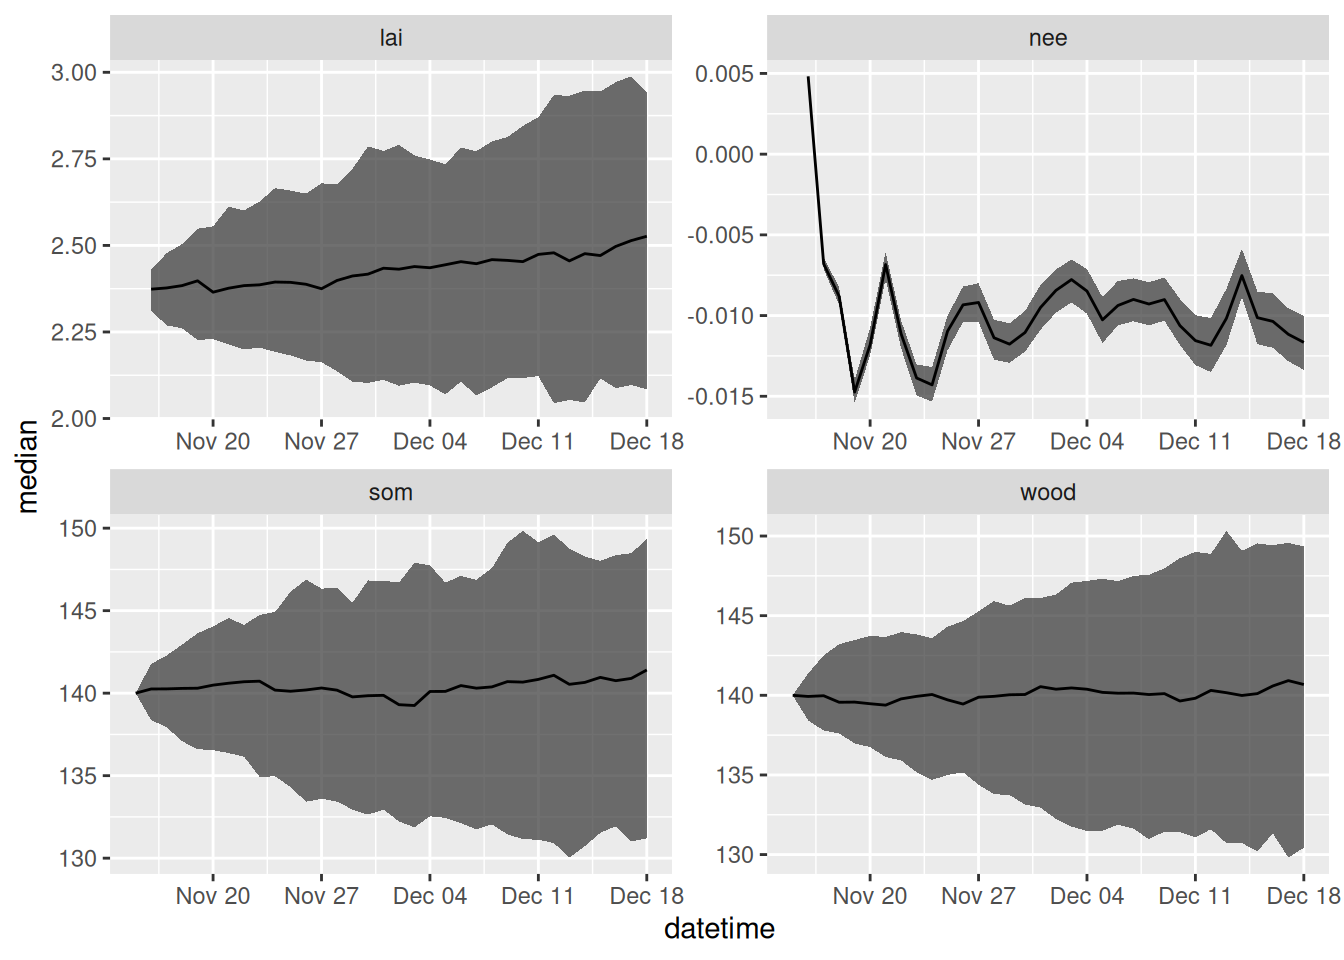 lai
nee
3.00
2.75
2.50
2.25
2.00
0.005
0.000
-0.005
-0.010
-0.015
Nov 20 Nov 27 Dec 04 Dec 11 Dec 18
Nov 20 Nov 27 Dec 04 Dec 11 Dec 18
median
som
wood
150
145
140
135
130
150
145
140
135
130
Nov 20 Nov 27 Dec 04 Dec 11 Dec 18
Nov 20 Nov 27 Dec 04 Dec 11 Dec 18
datetime